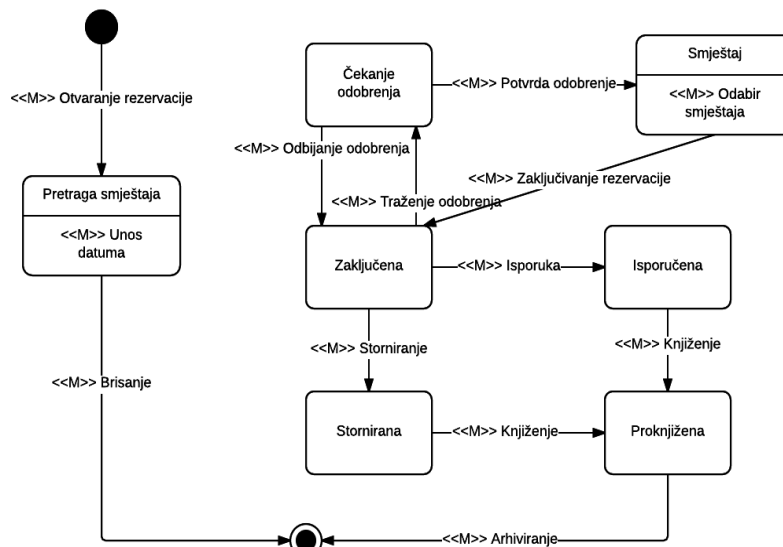 <<M>> Otvaranje rezervacije
Pretraga smještaja
<<M>> Unos
datuma
<<M>> Brisanje
Čekanje
odobrenja
<<M>> Potvrda odobrenje
Smještaj
<<M>> Odabir
smještaja
<<M>> Odbijanje odobrenja
<<M>> Traženje odobrenja
<<M>> Zaključivanje rezervacije
Zaključena
<<M>> Isporuka
Isporučena
<<M>> Storniranje
<<M>> Knjiženje
Stornirana
<<M>> Knjiženje
Proknjižena
<<M>> Arhiviranje